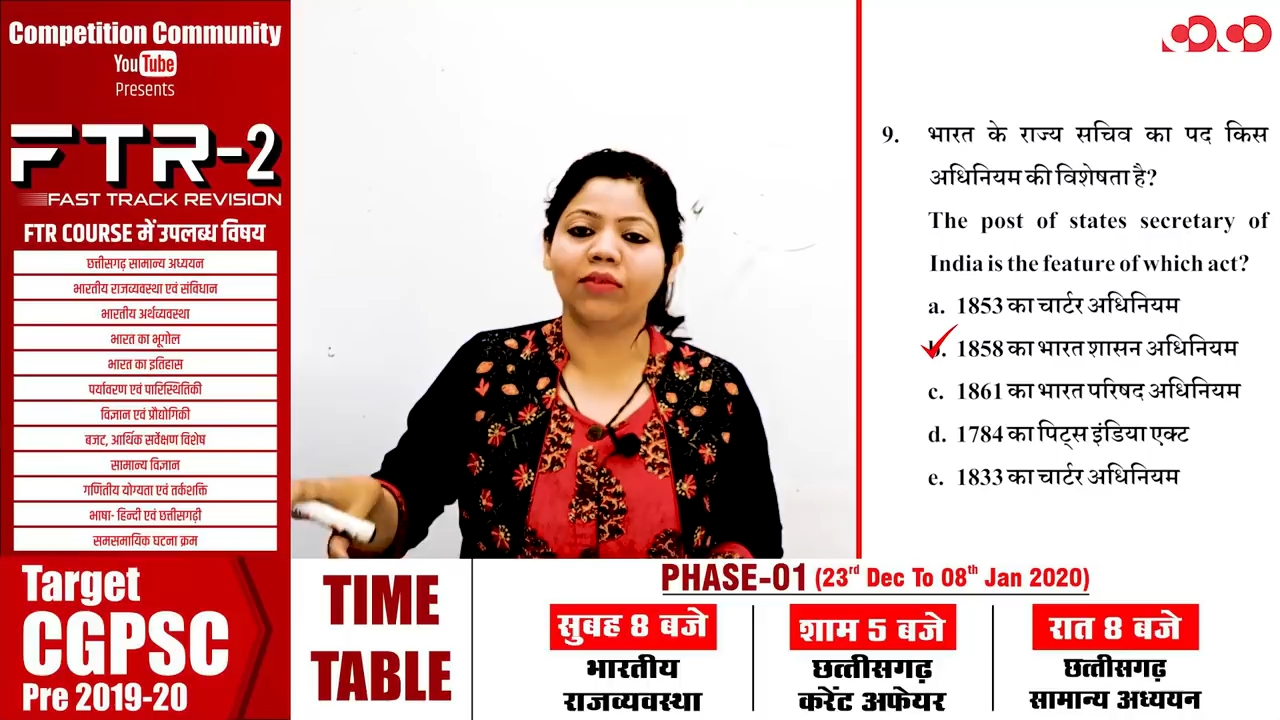 Competition Community
YouTube
Presents
FTR-2
FAST TRACK REVISION
FTR COURSE में उपलब्ध विषय
छत्तीसगढ़ सामान्य अध्ययन
भारतीय राजव्यवस्था एवं संविधान
भारतीय अर्थव्यवस्था
भारत का भूगोल
भारत का इतिहास
पर्यावरण एवं पारिस्थितिकी
विज्ञान एवं प्रौद्योगिकी
बजट, आर्थिक सर्वेक्षण विशेष
सामान्य विज्ञान
गणितीय योग्यता एवं तर्कशक्ति
भाषा- हिन्दी एवं छत्तीसगढ़ी
समसमायिक घटना क्रम
Target
CGPSC
Pre 2019-20
9. भारत के राज्य सचिव का पद किस
अधिनियम की विशेषता है?
The post of states secretary of
India is the feature of which act?
a. 1853 का चार्टर अधिनियम
b. 1858 का भारत शासन अधिनियम
c. 1861 का भारत परिषद अधिनियम
d. 1784 का पिट्स इंडिया एक्ट
e. 1833 का चार्टर अधिनियम
TIME
TABLE
PHASE-01 (23rd Dec To 08th Jan 2020)
सुबह 8 बजे
भारतीय
राजव्यवस्था
शाम 5 बजे
छत्तीसगढ़
करेंट अफेयर
रात 8 बजे
छत्तीसगढ़
सामान्य अध्ययन